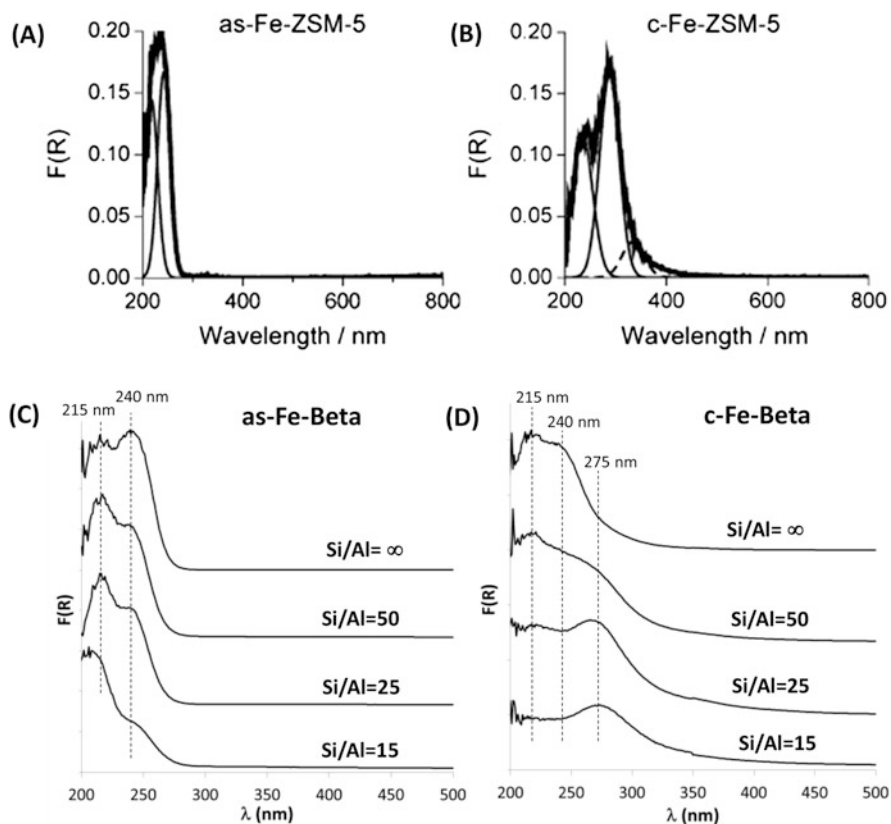 (A)
as-Fe-ZSM-5
0.20
0.15
0.10
0.05
0.00
F(R)
200 400 600 800
Wavelength / nm
(B)
c-Fe-ZSM-5
0.20
0.15
0.10
0.05
0.00
F(R)
200 400 600 800
Wavelength / nm
(C)
215 nm
240 nm
as-Fe-Beta
Si/Al= ∞
Si/Al=50
Si/Al=25
Si/Al=15
F(R)
200 250 300 350 400 450 500
λ (nm)
(D)
215 nm
240 nm
275 nm
c-Fe-Beta
Si/Al= ∞
Si/Al=50
Si/Al=25
Si/Al=15
F(R)
200 250 300 350 400 450 500
λ (nm)